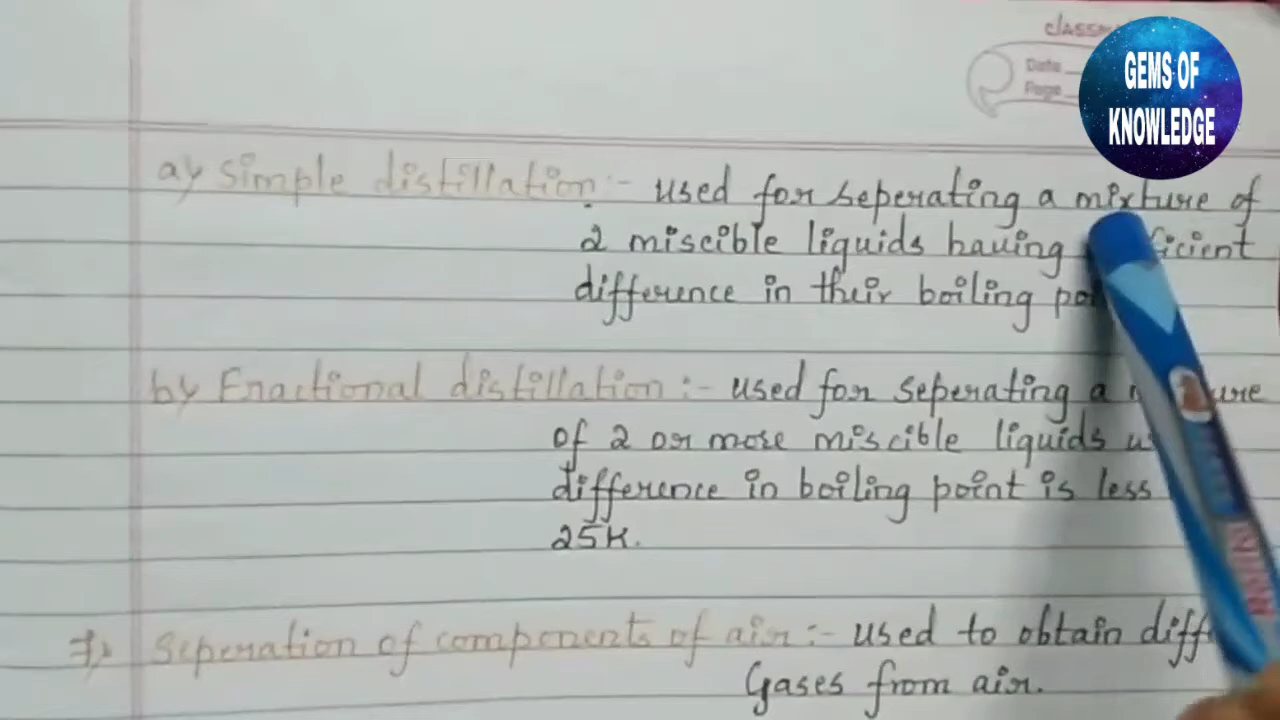 Date
Page
GEMS OF
KNOWLEDGE
a) Simple distillation :- used for seperating a mixture of
2 miscible liquids having
difference in their boiling
b) Fractional distillation :- used for seperating a
of 2 or more miscible liquids
difference in boiling point is less
25K.
7) Seperation of components of air :- used to obtain
Gases from air.